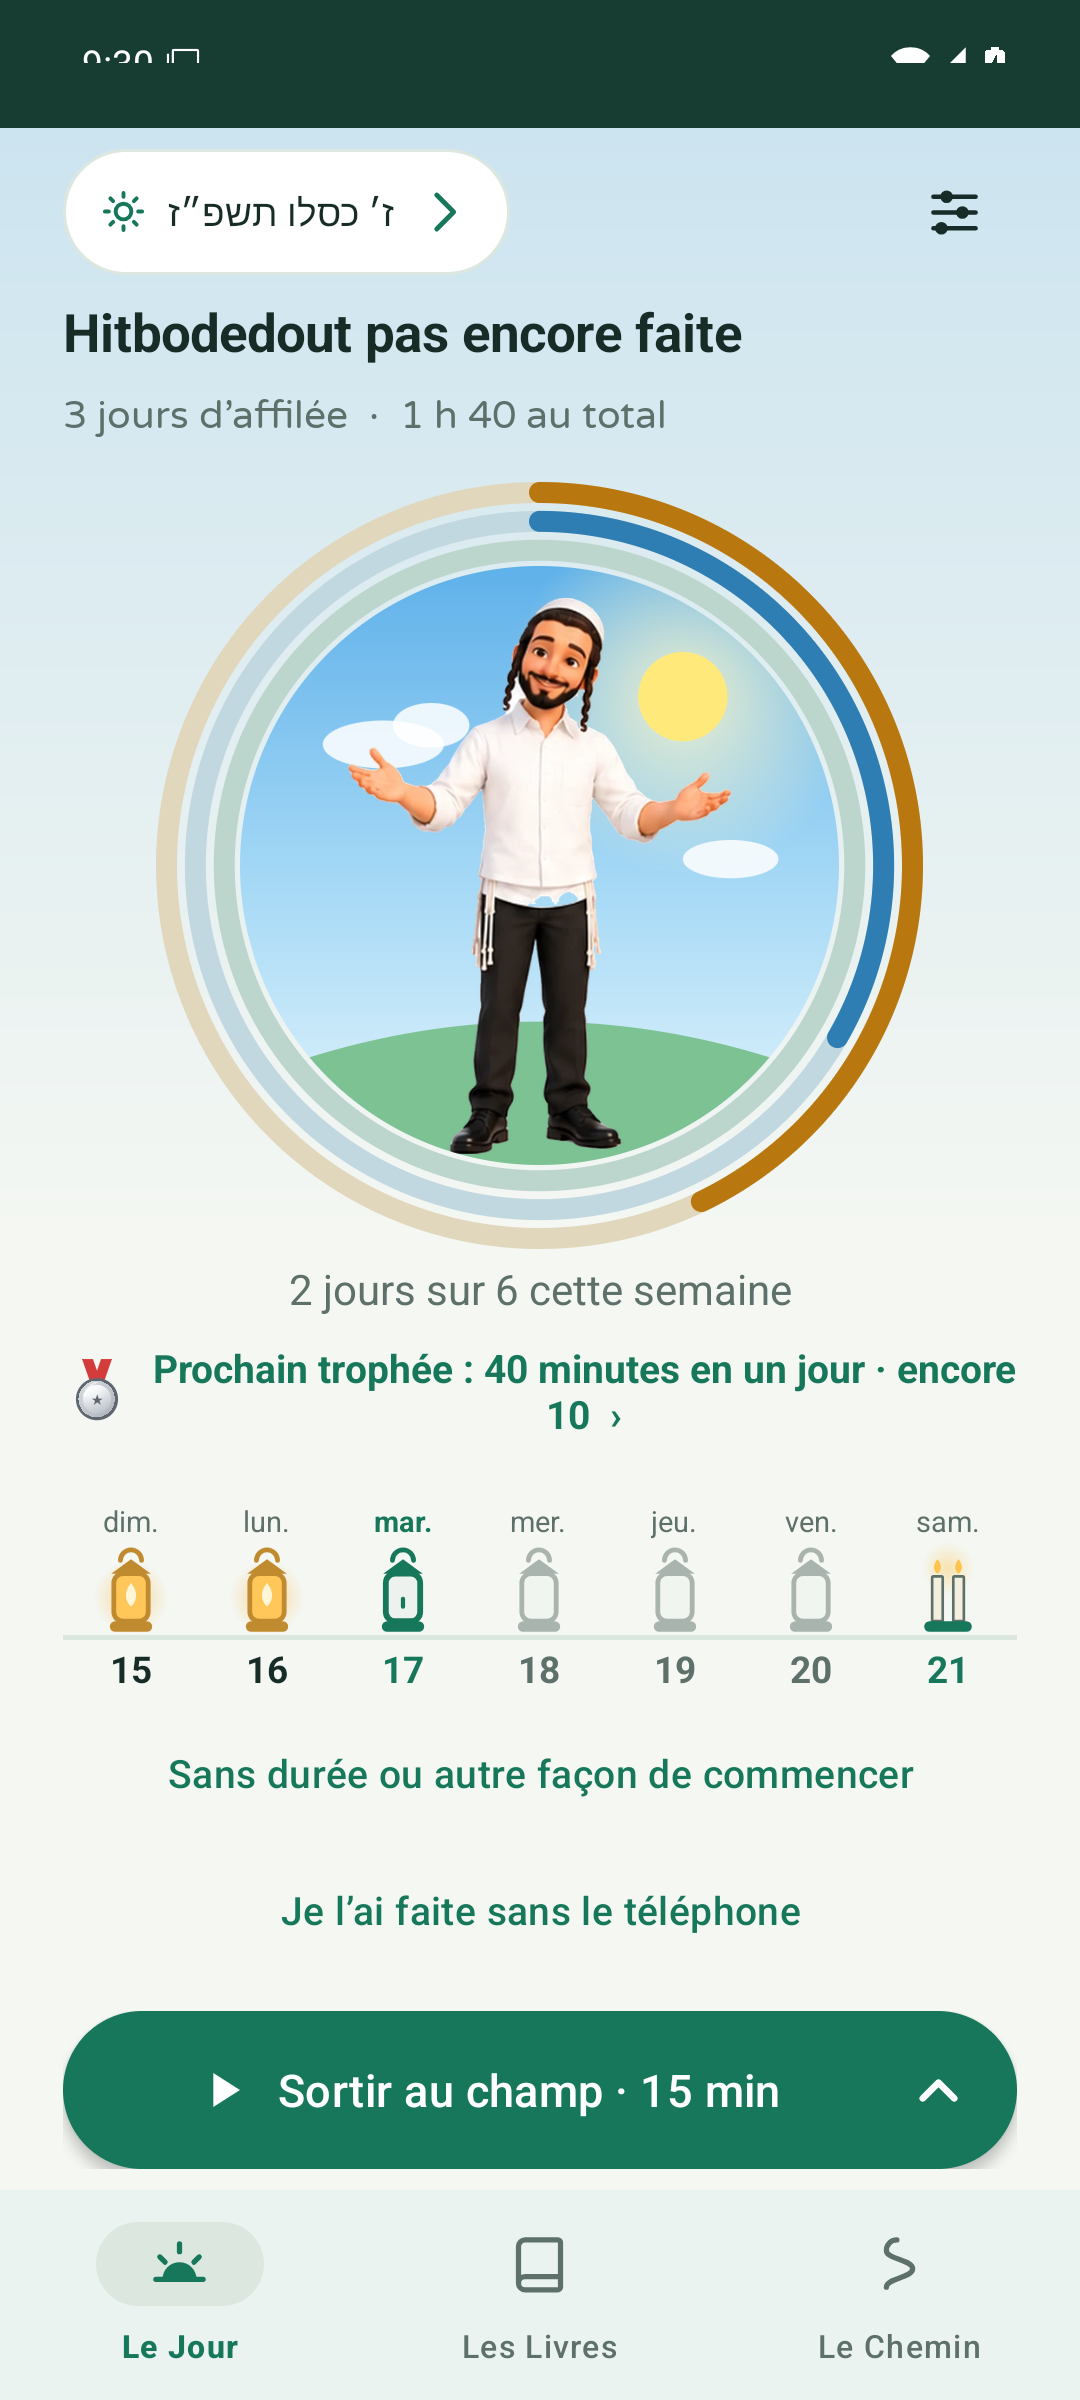 9:30
ז׳ כסלו תשפ״ז
Hitbodedout pas encore faite
3 jours d’affilée · 1 h 40 au total
2 jours sur 6 cette semaine
Prochain trophée : 40 minutes en un jour · encore
10 ›
dim. lun. mar. mer. jeu. ven. sam.
15 16 17 18 19 20 21
Sans durée ou autre façon de commencer
Je l’ai faite sans le téléphone
Sortir au champ · 15 min
Le Jour Les Livres Le Chemin